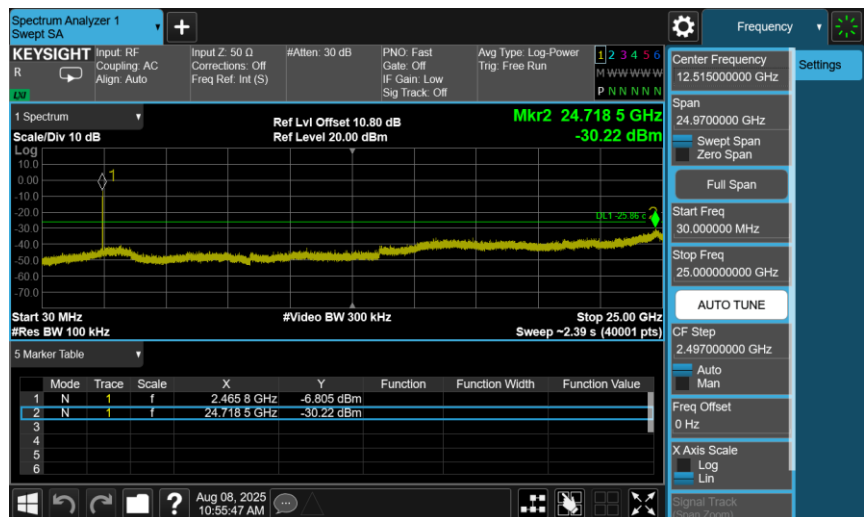 Spectrum Analyzer 1
Swept SA
+
Frequency
KEYSIGHT
R
LXI
Input: RF
Coupling: AC
Align: Auto
Input Z: 50 Ω
Corrections: Off
Freq Ref: Int (S)
#Atten: 30 dB
PNO: Fast
Gate: Off
IF Gain: Low
Sig Track: Off
Avg Type: Log-Power
Trig: Free Run
1 2 3 4 5 6
M W W W W W
P N N N N N
1 Spectrum
Scale/Div 10 dB
Ref Lvl Offset 10.80 dB
Ref Level 20.00 dBm
Mkr2 24.718 5 GHz
-30.22 dBm
Log
10.0
0.00
-10.0
-20.0
-30.0
-40.0
-50.0
-60.0
-70.0
1
DL1 -25.86
2
Start 30 MHz
#Res BW 100 kHz
#Video BW 300 kHz
Stop 25.00 GHz
Sweep ~2.39 s (40001 pts)
5 Marker Table
Mode Trace Scale X Y Function Function Width Function Value
1 N 1 f 2.465 8 GHz -6.805 dBm
2 N 1 f 24.718 5 GHz -30.22 dBm
3
4
5
6
Aug 08, 2025
10:55:47 AM
?
Center Frequency
12.515000000 GHz
Settings
Span
24.9700000 GHz
Swept Span
Zero Span
Full Span
Start Freq
30.000000 MHz
Stop Freq
25.000000000 GHz
AUTO TUNE
CF Step
2.497000000 GHz
Auto
Man
Freq Offset
0 Hz
X Axis Scale
Log
Lin
Signal Track
(Span Zoom)